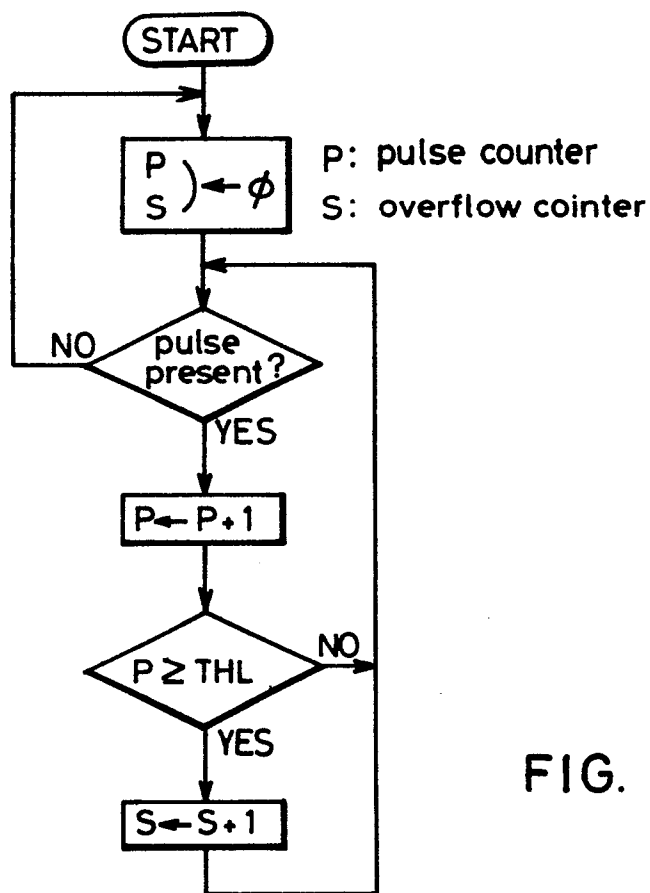 START
P
S ) ← ϕ
P: pulse counter
S: overflow cointer
pulse
present?
NO
YES
P ← P + 1
P ≥ THL
NO
YES
S ← S + 1
FIG.